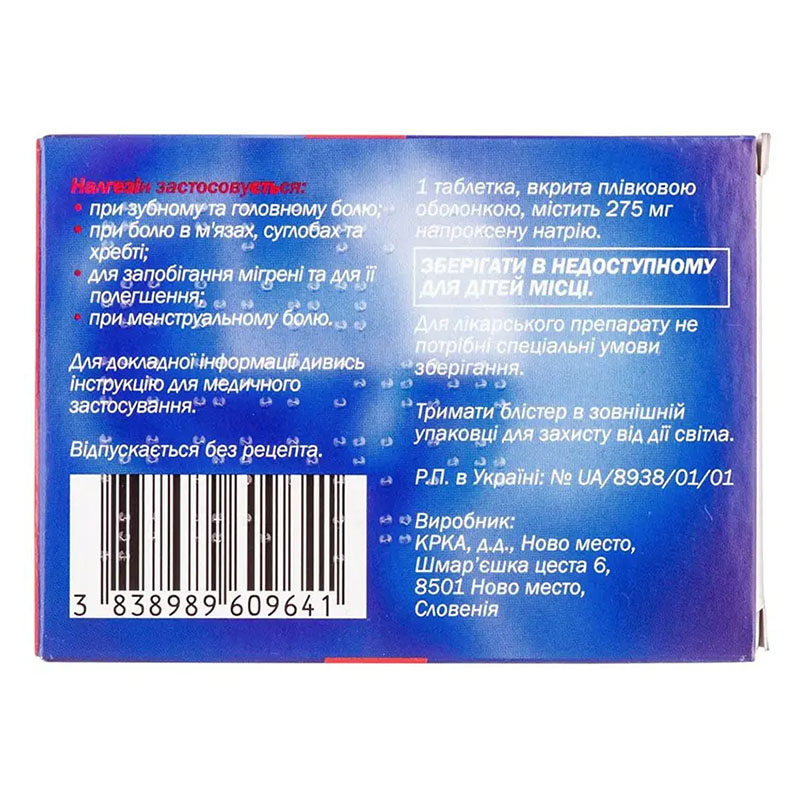 Налгезін застосовується:
• при зубному та головному болю;
• при болю в м'язах, суглобах та
хребті;
• для запобігання мігрені та для її
полегшення;
• при менструальному болю.
Для докладної інформації дивись
інструкцію для медичного
застосування.
Відпускається без рецепта.
3 838989 609641
1 таблетка, вкрита плівковою
оболонкою, містить 275 мг
напроксену натрію.
ЗБЕРІГАТИ В НЕДОСТУПНОМУ
ДЛЯ ДІТЕЙ МІСЦІ.
Для лікарського препарату не
потрібні спеціальні умови
зберігання.
Тримати блістер в зовнішній
упаковці для захисту від дії світла.
Р.П. в Україні: № UA/8938/01/01
Виробник:
КРКА, д.д., Ново место,
Шмар'єшка цеста 6,
8501 Ново место,
Словенія